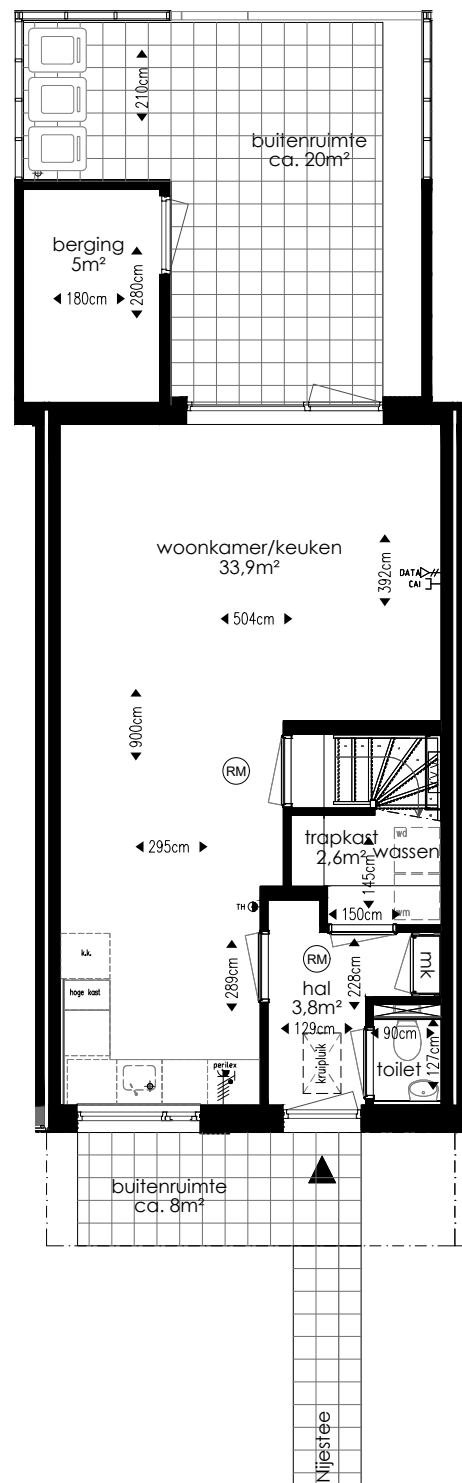 210cm
buitenruimte
ca. 20m²
berging
5m²
180cm
280cm
woonkamer/keuken
33,9m²
392cm
DATA
CAI
504cm
900cm
RM
trapkast
wd
wassen
2,6m²
145cm
295cm
150cm
wm
TH
k.k.
hoge kast
289cm
RM
hal
3,8m²
228cm
mk
129cm
kruipluik
90cm
127cm
toilet
perilex
buitenruimte
ca. 8m²
Nijestee